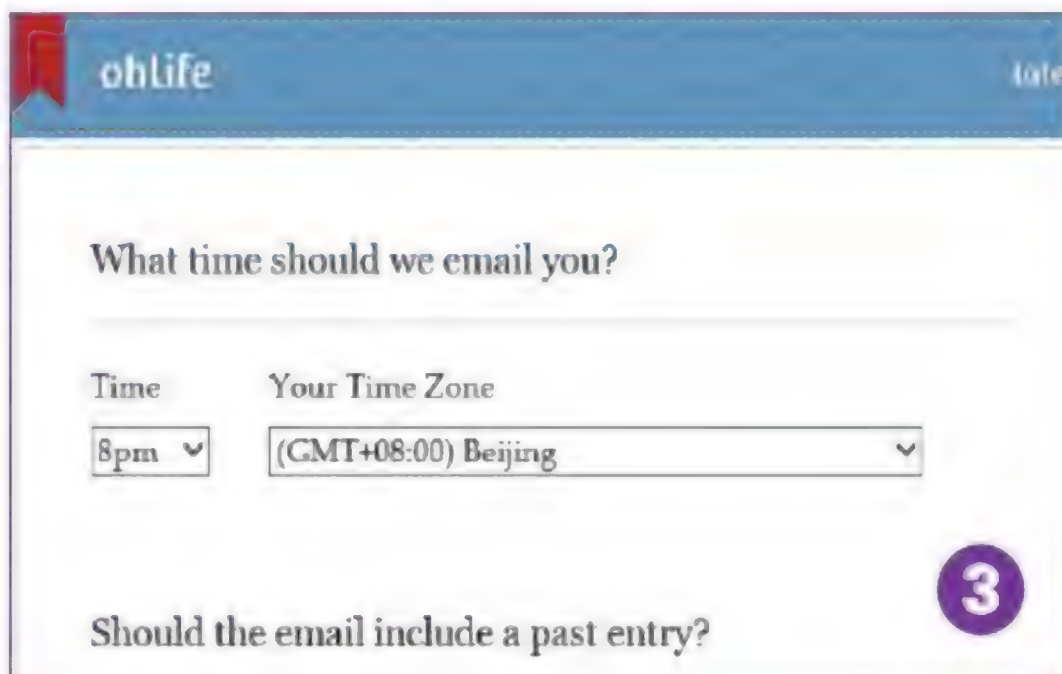 ohlife
What time should we email you?
Time Your Time Zone
8pm (GMT+08:00) Beijing
3
Should the email include a past entry?